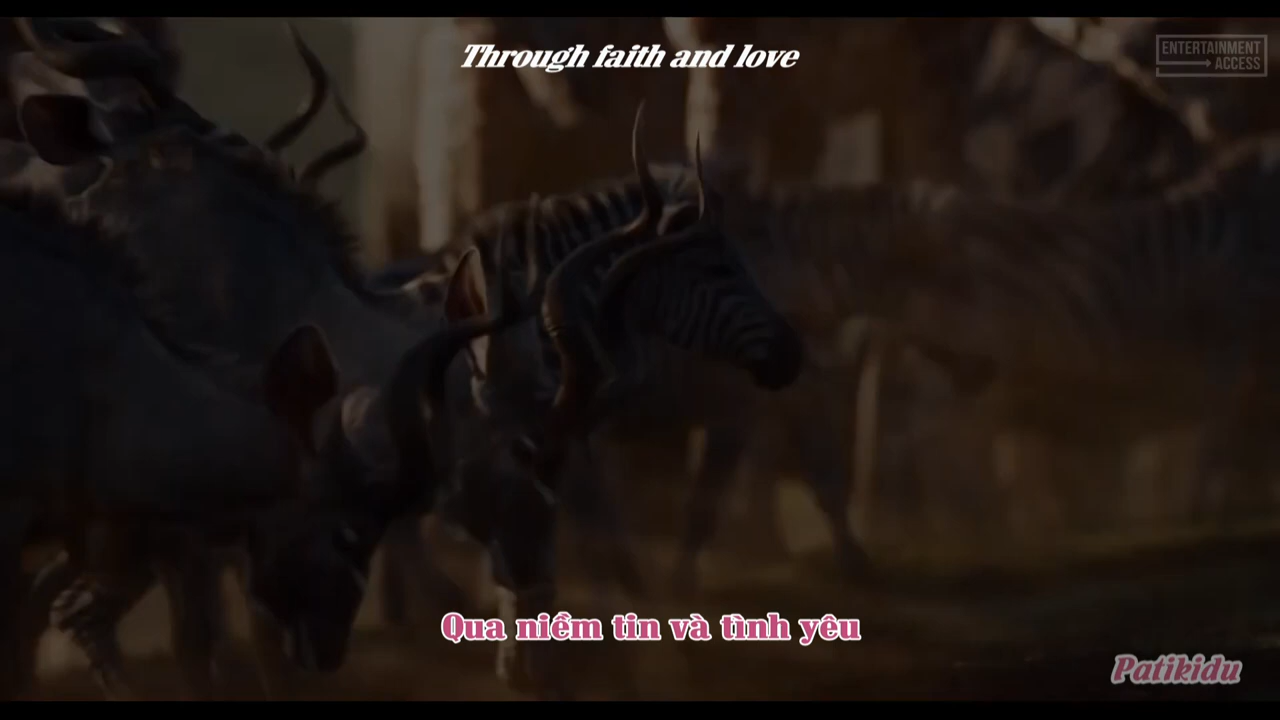 Through faith and love
ENTERTAINMENT
ACCESS
Qua niềm tin và tình yêu
Patikidu